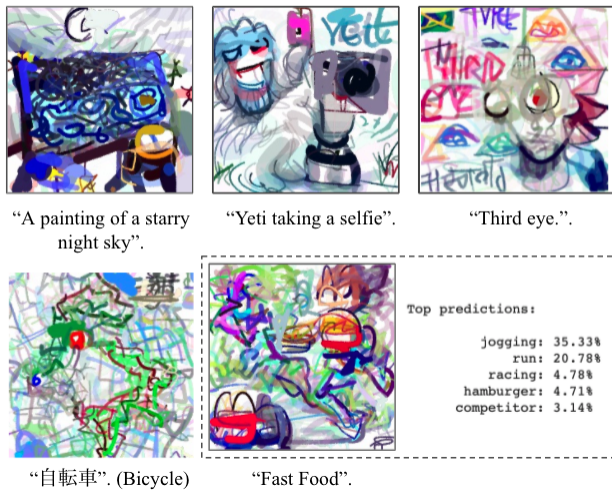 YETI
TH
THIRD
EYE
"A painting of a starry
night sky".
"Yeti taking a selfie".
"Third eye.".
Top predictions:
jogging: 35.33%
run: 20.78%
racing: 4.78%
hamburger: 4.71%
competitor: 3.14%
"自転車". (Bicycle)
"Fast Food".